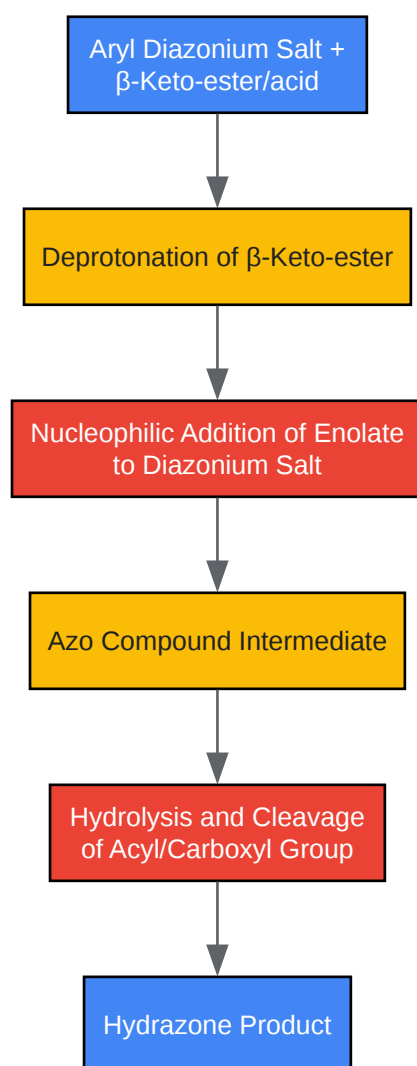 Aryl Diazonium Salt +
β-Keto-ester/acid
Deprotonation of β-Keto-ester
Nucleophilic Addition of Enolate
to Diazonium Salt
Azo Compound Intermediate
Hydrolysis and Cleavage
of Acyl/Carboxyl Group
Hydrazone Product